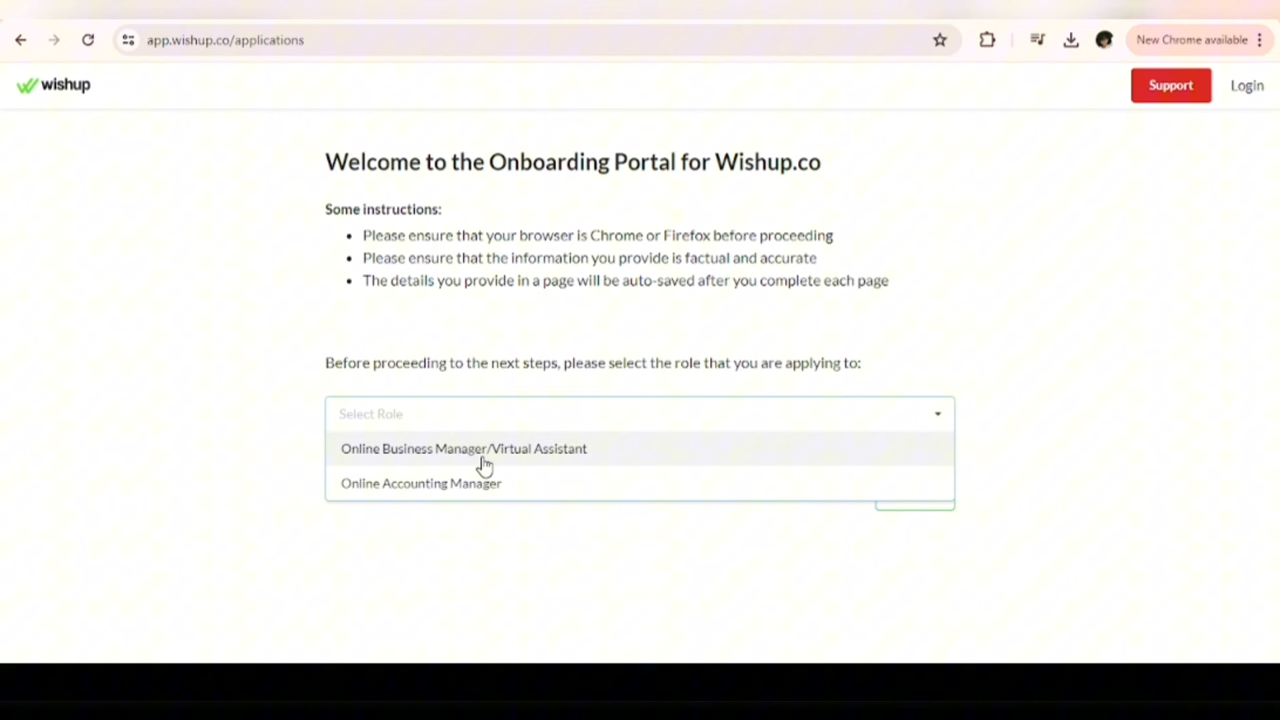 app.wishup.co/applications
New Chrome available
wishup
Support
Login
Welcome to the Onboarding Portal for Wishup.co
Some instructions:
• Please ensure that your browser is Chrome or Firefox before proceeding
• Please ensure that the information you provide is factual and accurate
• The details you provide in a page will be auto-saved after you complete each page
Before proceeding to the next steps, please select the role that you are applying to:
Select Role
Online Business Manager/Virtual Assistant
Online Accounting Manager